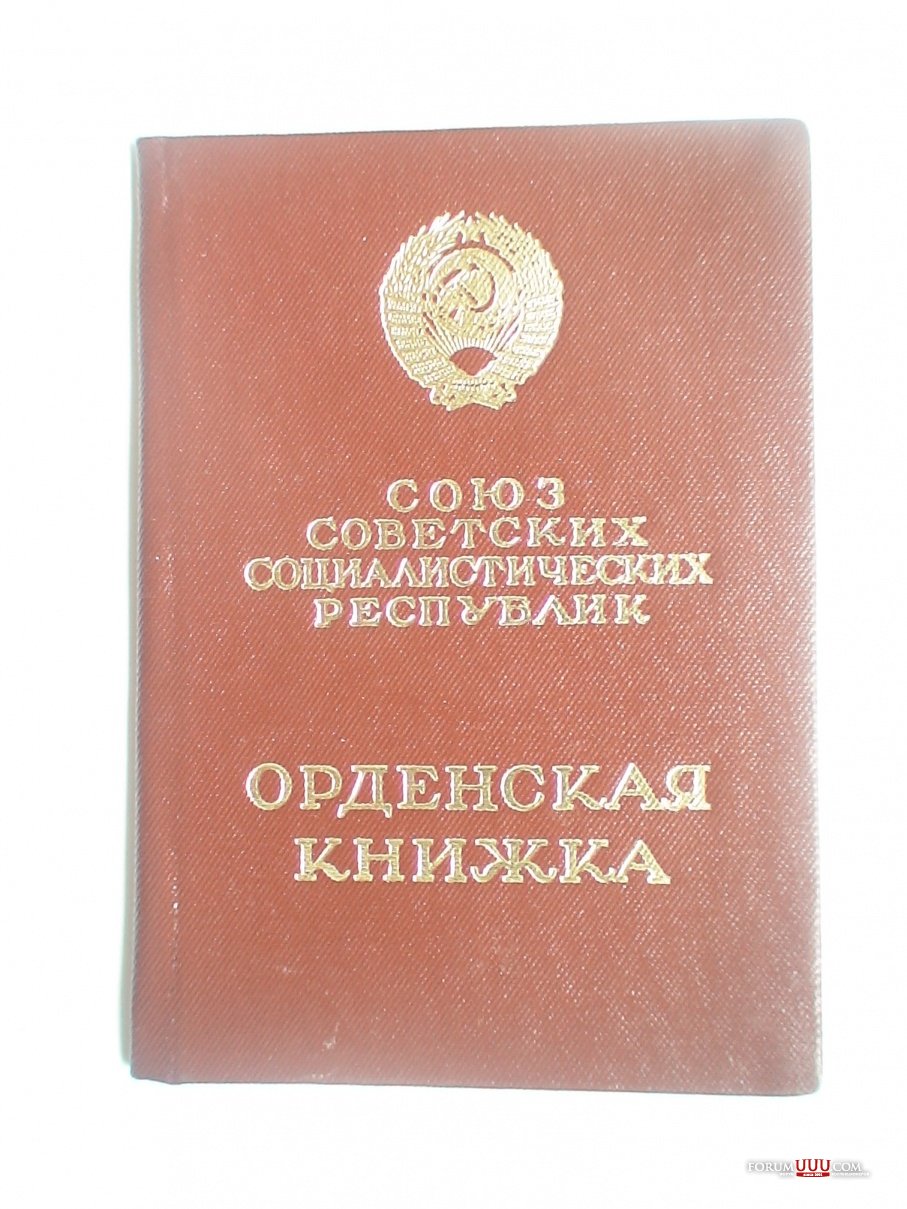 СОЮЗ
СОВЕТСКИХ
СОЦИАЛИСТИЧЕСКИХ
РЕСПУБЛИК
ОРДЕНСКАЯ
КНИЖКА
FORUM UUU COM